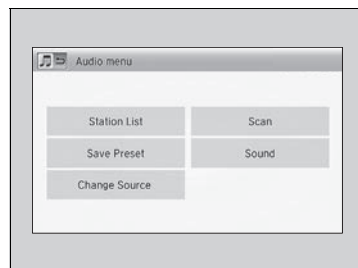 Audio menu
Station List
Scan
Save Preset
Sound
Change Source